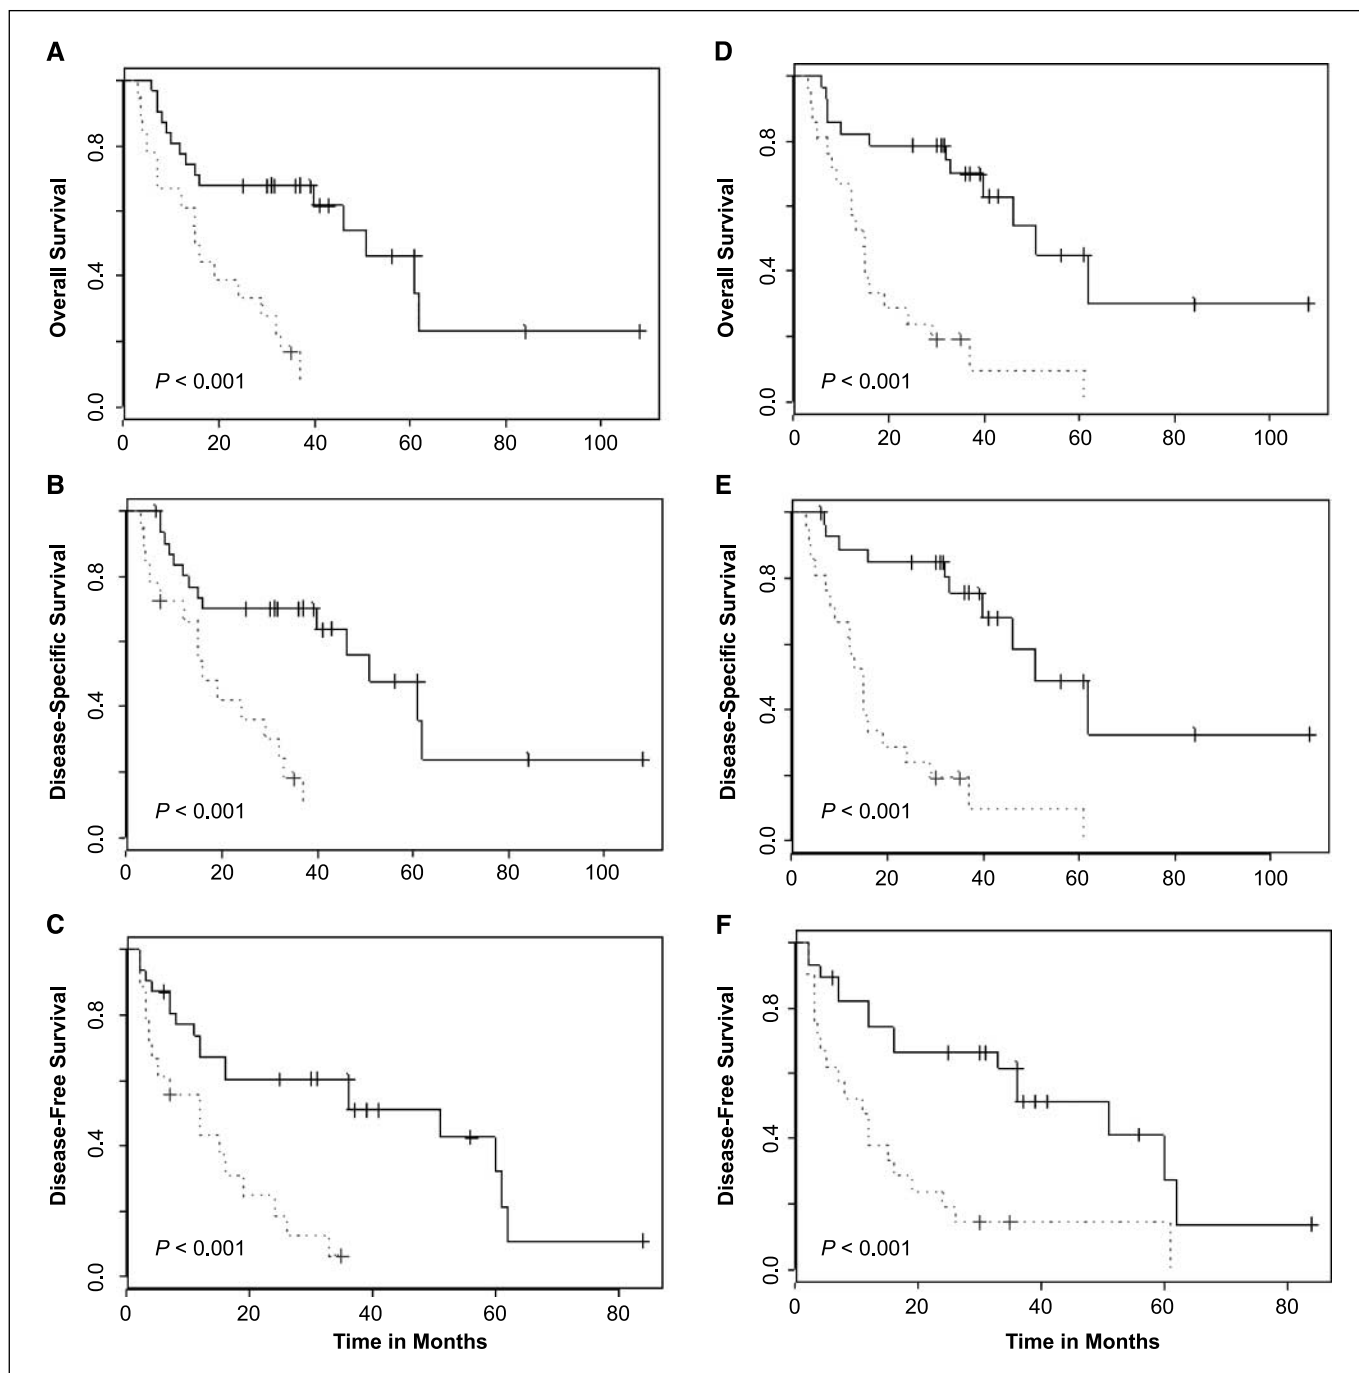 A
Overall Survival
0.8
0.4
0.0
P < 0.001
0 20 40 60 80 100
D
Overall Survival
0.8
0.4
0.0
P < 0.001
0 20 40 60 80 100
B
Disease-Specific Survival
0.8
0.4
0.0
P < 0.001
0 20 40 60 80 100
E
Disease-Specific Survival
0.8
0.4
0.0
P < 0.001
0 20 40 60 80 100
C
Disease-Free Survival
0.8
0.4
0.0
P < 0.001
0 20 40 60 80
Time in Months
F
Disease-Free Survival
0.8
0.4
0.0
P < 0.001
0 20 40 60 80
Time in Months